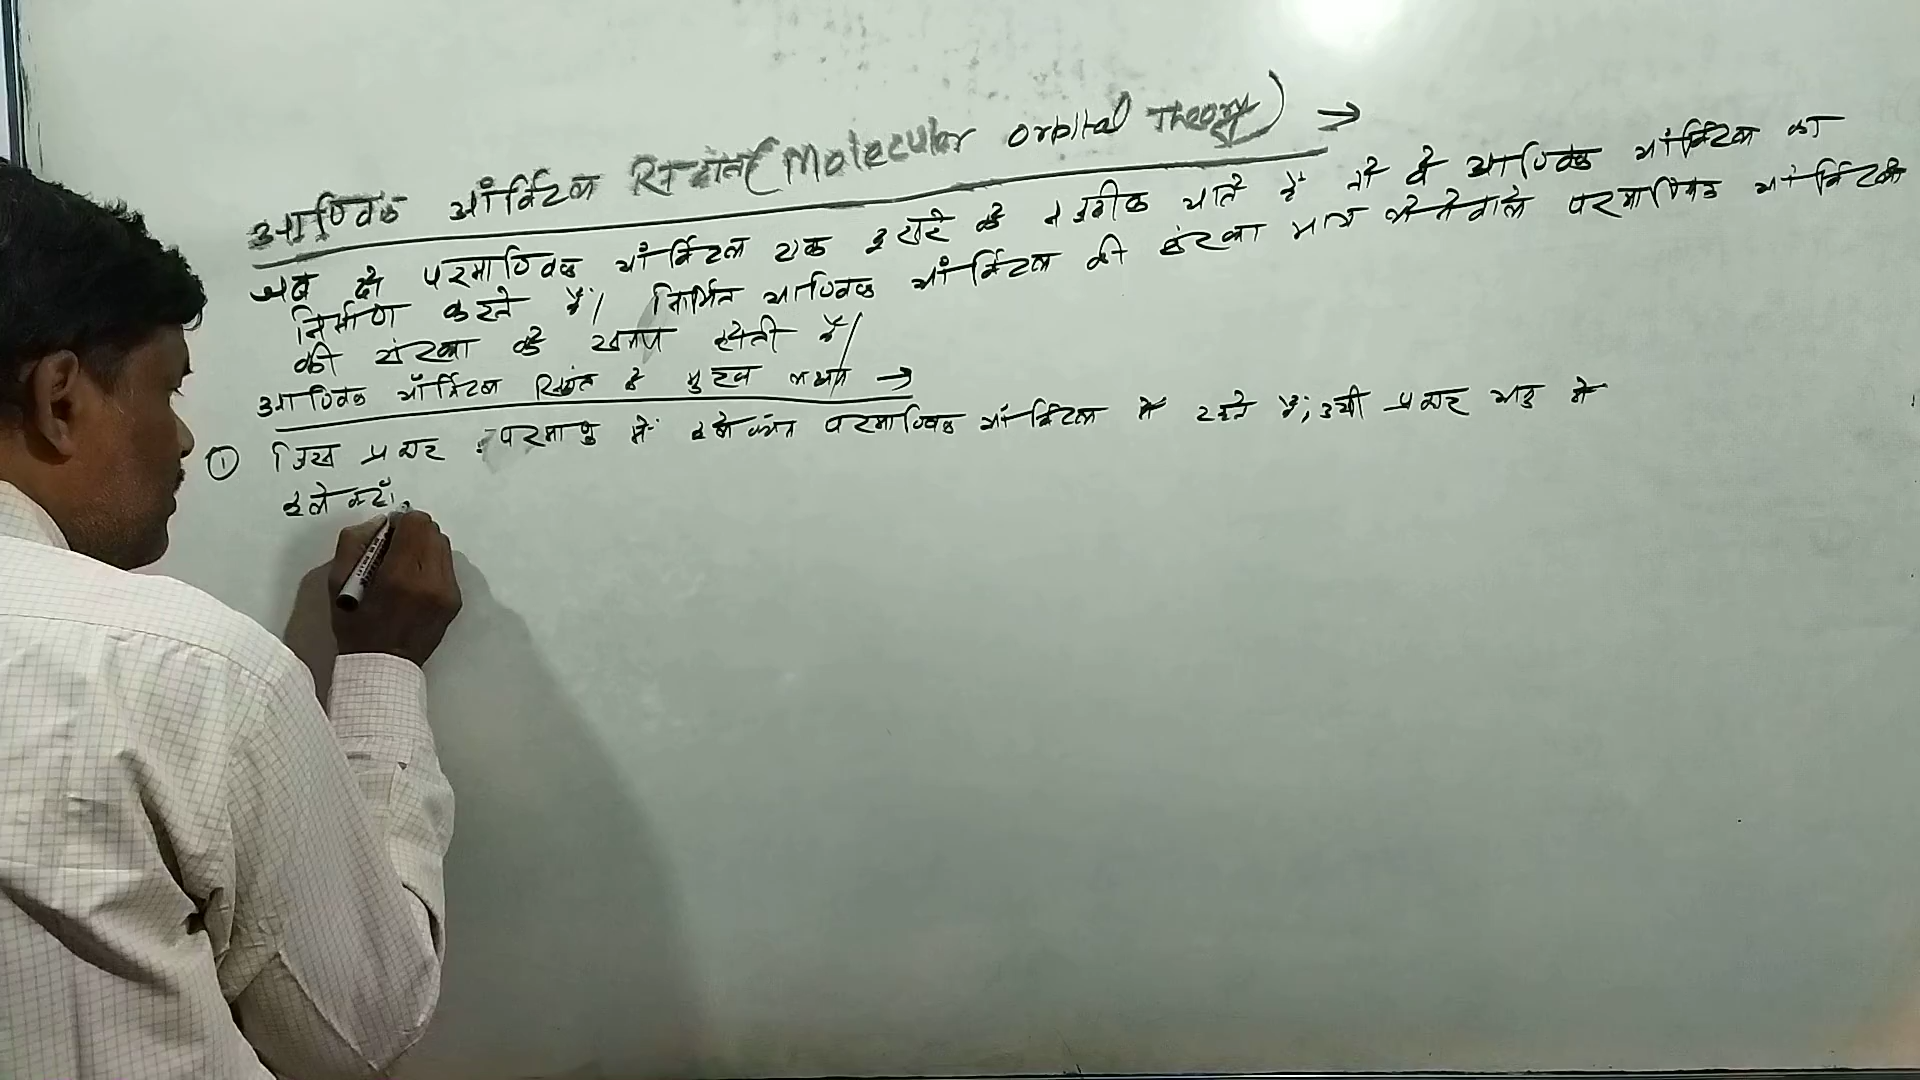 आण्विक ऑर्बिटल सिद्धांत (Molecular Orbital Theory) →
जब दो परमाण्विक ऑर्बिटल एक दूसरे के नजदीक आते हैं तो वे आण्विक ऑर्बिटल का
निर्माण करते हैं। निर्मित आण्विक ऑर्बिटल की संख्या भाग लेने वाले परमाण्विक ऑर्बिटल
की संख्या के समान होती है।
आण्विक ऑर्बिटल सिद्धांत के मुख्य लक्षण →
① जिस प्रकार परमाणु में इलेक्ट्रॉन परमाण्विक ऑर्बिटल में रहते हैं, उसी प्रकार अणु में
इलेक्ट्रॉन